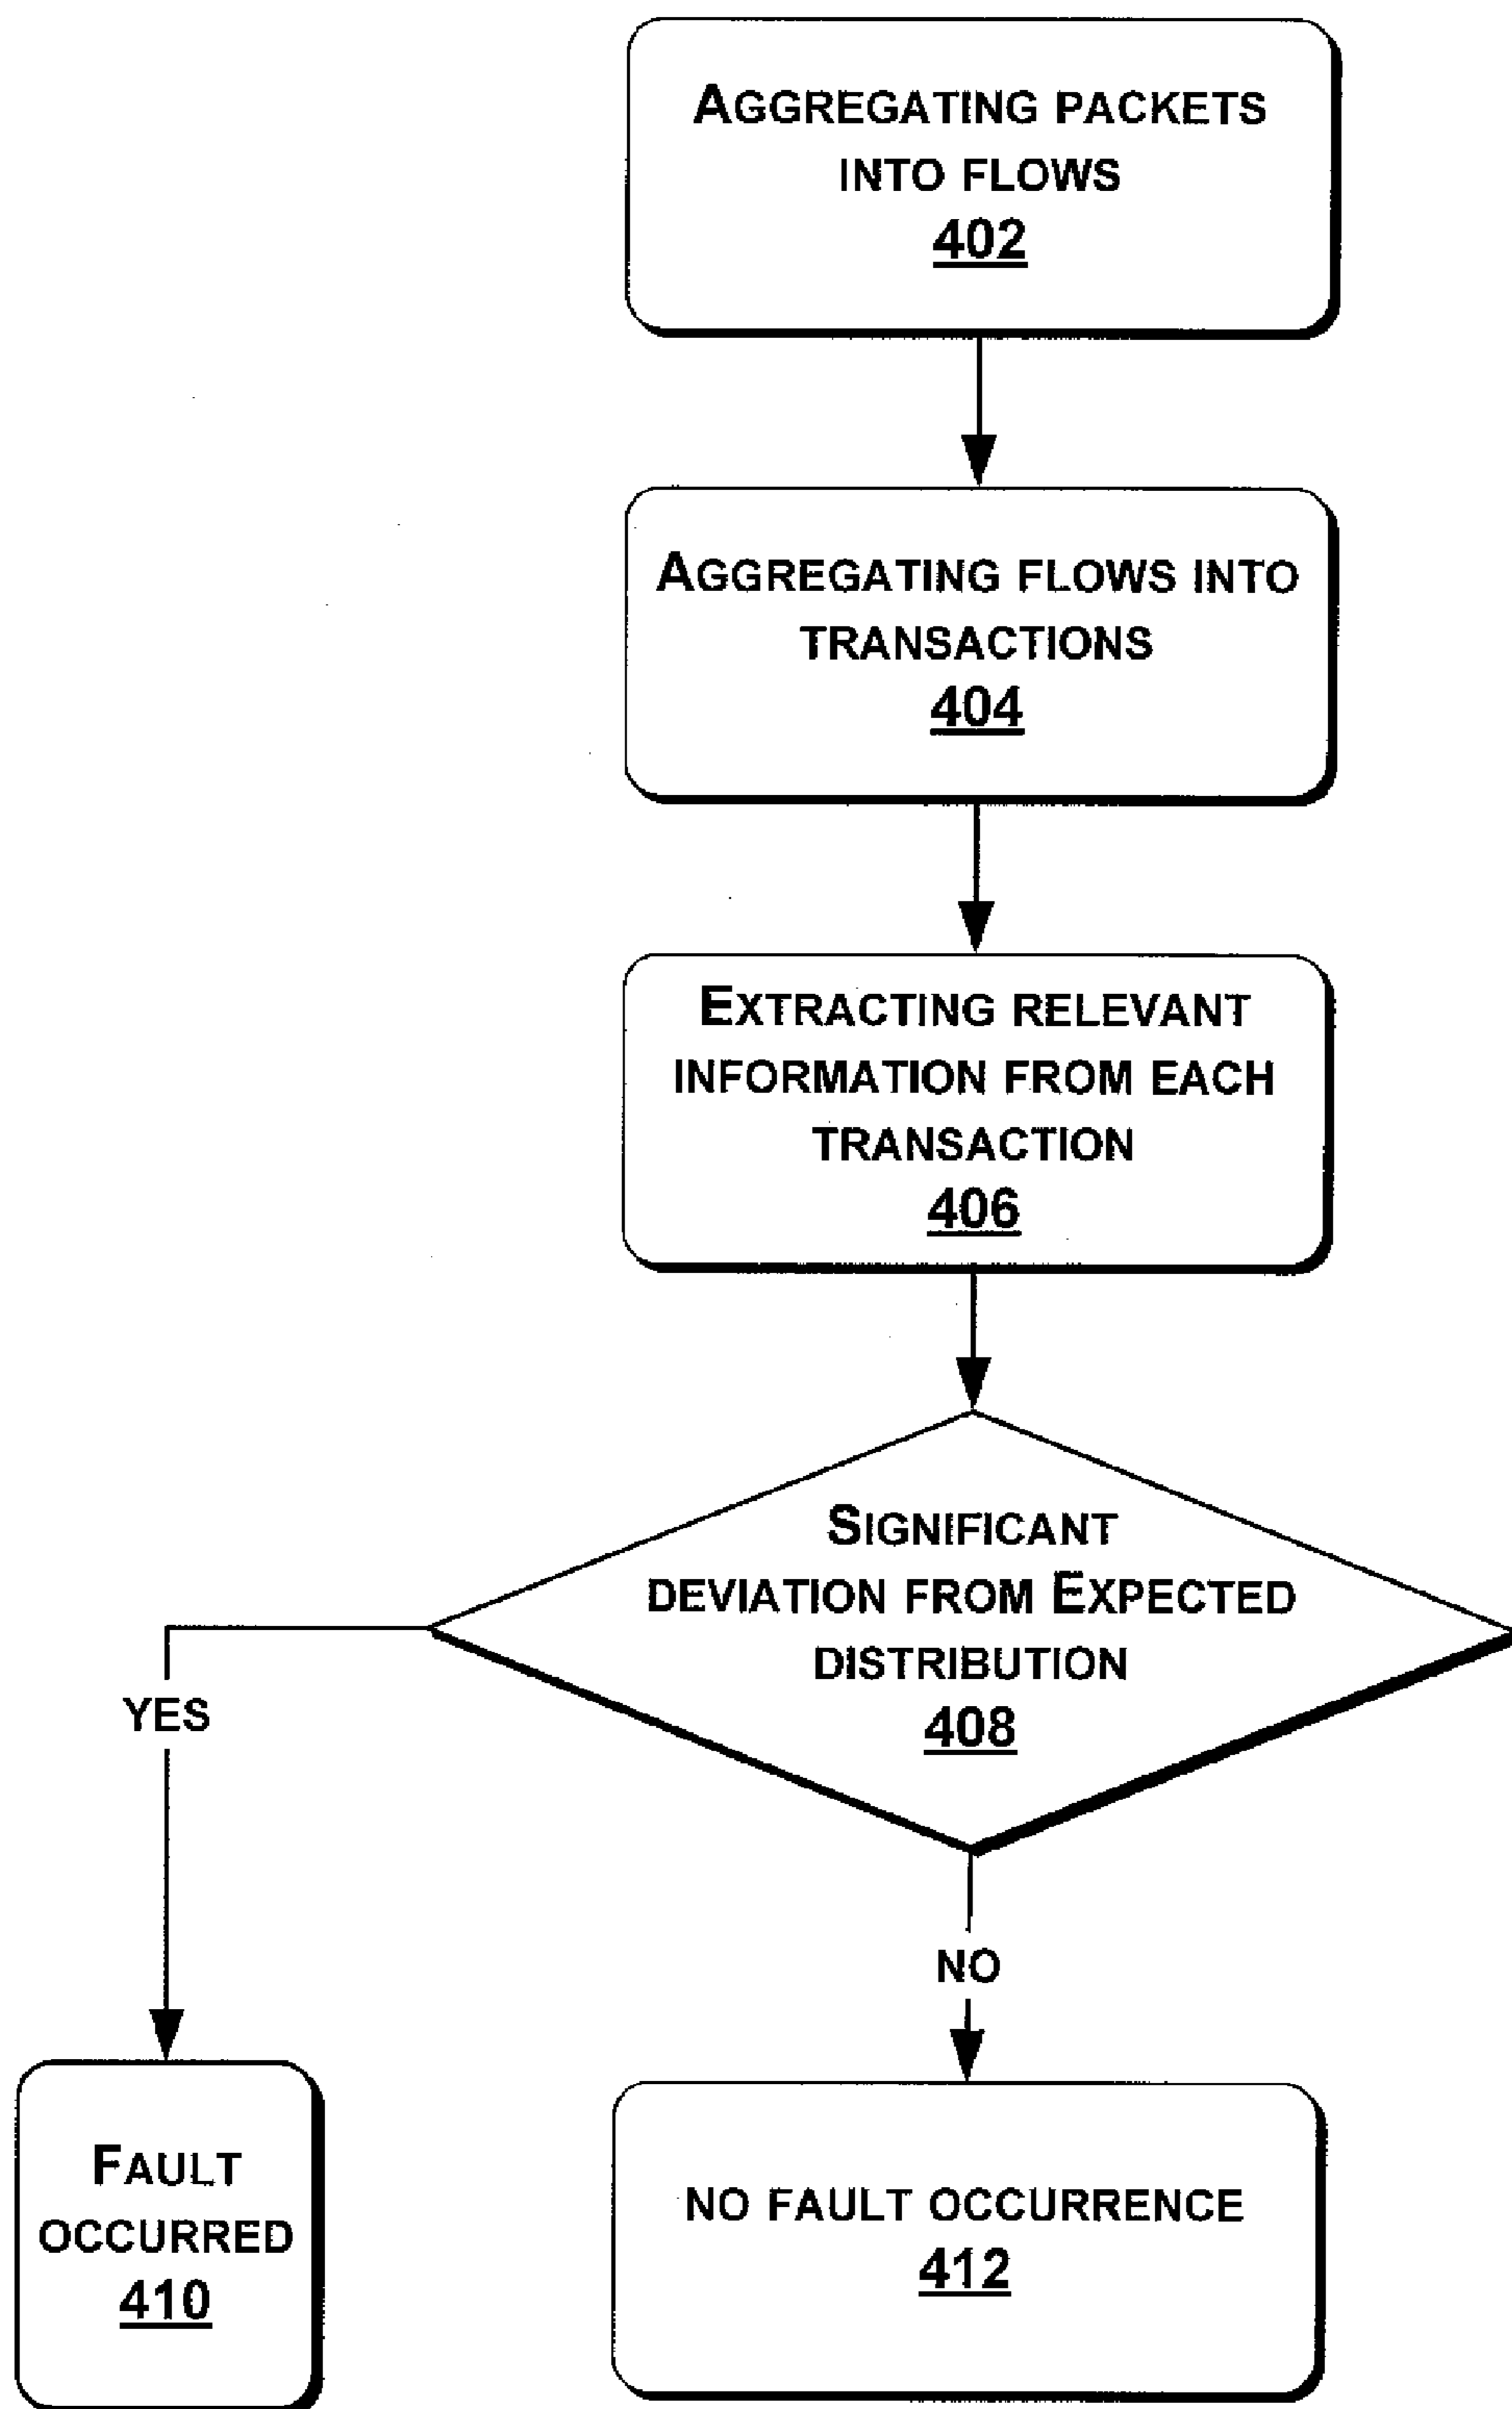 AGGREGATING PACKETS
INTO FLOWS
402
AGGREGATING FLOWS INTO
TRANSACTIONS
404
EXTRACTING RELEVANT
INFORMATION FROM EACH
TRANSACTION
406
SIGNIFICANT
DEVIATION FROM EXPECTED
DISTRIBUTION
408
YES
NO
FAULT
OCCURRED
410
NO FAULT OCCURRENCE
412